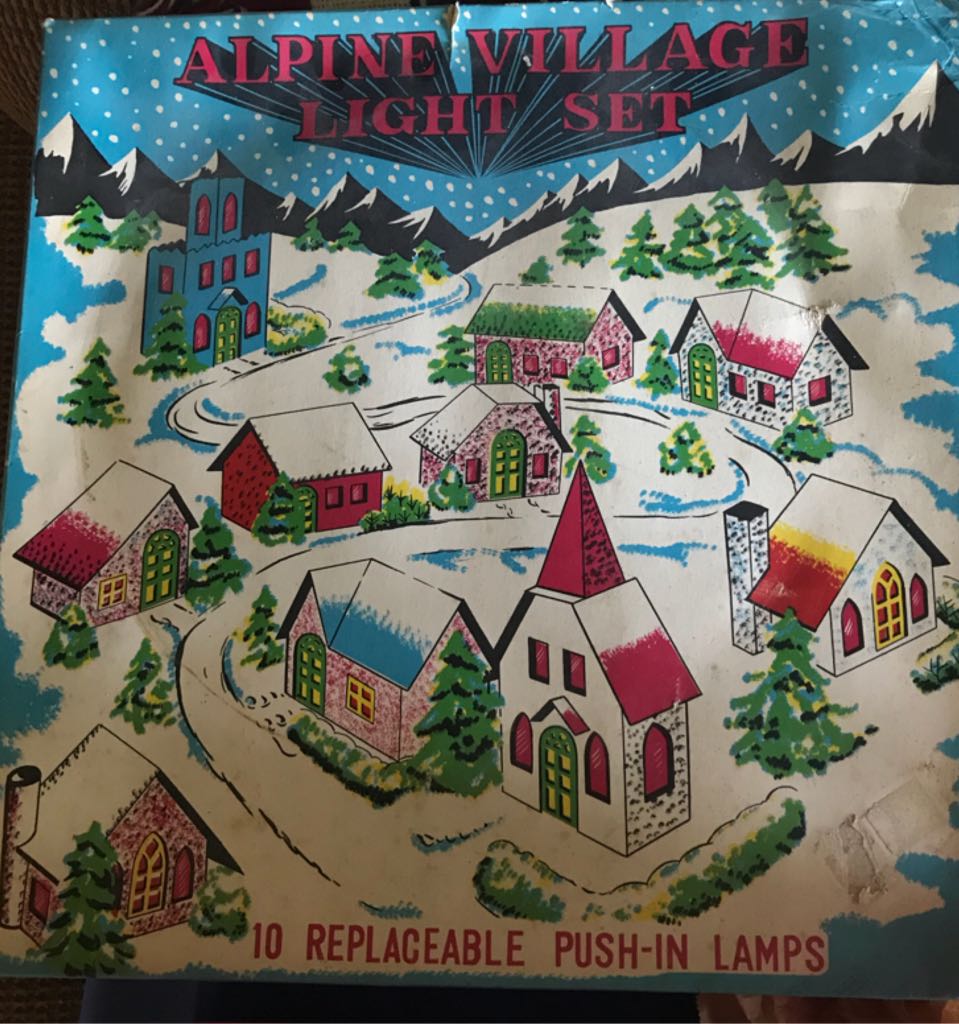 ALPINE VILLAGE
LIGHT SET
10 REPLACEABLE PUSH-IN LAMPS